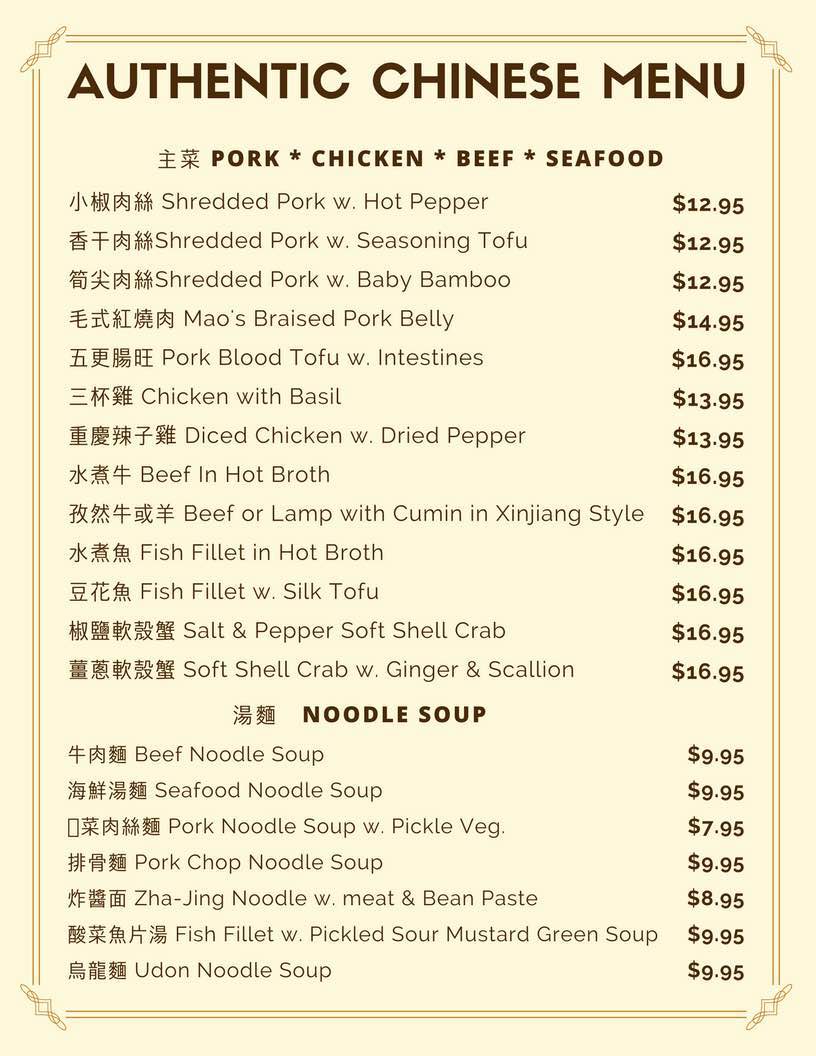 AUTHENTIC CHINESE MENU
主菜 PORK * CHICKEN * BEEF * SEAFOOD
小椒肉絲 Shredded Pork w. Hot Pepper $12.95
香干肉絲Shredded Pork w. Seasoning Tofu $12.95
筍尖肉絲Shredded Pork w. Baby Bamboo $12.95
毛式紅燒肉 Mao's Braised Pork Belly $14.95
五更腸旺 Pork Blood Tofu w. Intestines $16.95
三杯雞 Chicken with Basil $13.95
重慶辣子雞 Diced Chicken w. Dried Pepper $13.95
水煮牛 Beef In Hot Broth $16.95
孜然牛或羊 Beef or Lamp with Cumin in Xinjiang Style $16.95
水煮魚 Fish Fillet in Hot Broth $16.95
豆花魚 Fish Fillet w. Silk Tofu $16.95
椒鹽軟殼蟹 Salt & Pepper Soft Shell Crab $16.95
薑蔥軟殼蟹 Soft Shell Crab w. Ginger & Scallion $16.95
湯麵 NOODLE SOUP
牛肉麵 Beef Noodle Soup $9.95
海鮮湯麵 Seafood Noodle Soup $9.95
菜肉絲麵 Pork Noodle Soup w. Pickle Veg. $7.95
排骨麵 Pork Chop Noodle Soup $9.95
炸醬面 Zha-Jing Noodle w. meat & Bean Paste $8.95
酸菜魚片湯 Fish Fillet w. Pickled Sour Mustard Green Soup $9.95
烏龍麵 Udon Noodle Soup $9.95